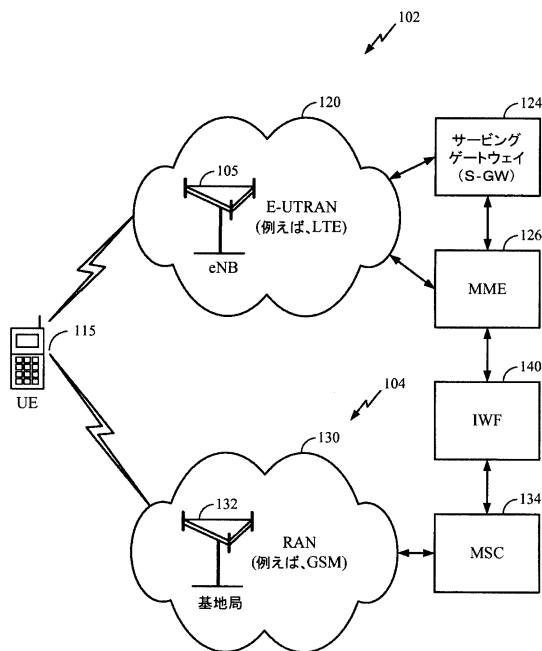 102
120
124
105
E-UTRAN
(例えば、LTE)
eNB
サービング
ゲートウェイ
(S-GW)
126
MME
115
UE
140
IWF
104
130
132
RAN
(例えば、GSM)
基地局
134
MSC